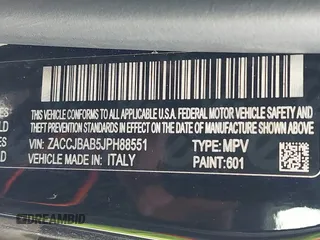 THIS VEHICLE CONFORMS TO ALL APPLICABLE U.S.A. FEDERAL MOTOR VEHICLE SAFETY AND
THEFT PREVENTION STANDARDS IN EFFECT ON THE DATE OF MANUFACTURE SHOWN ABOVE
VIN: ZACCJBAB5JPH88551 TYPE: MPV
VEHICLE MADE IN: ITALY PAINT: 601
DREAMBID